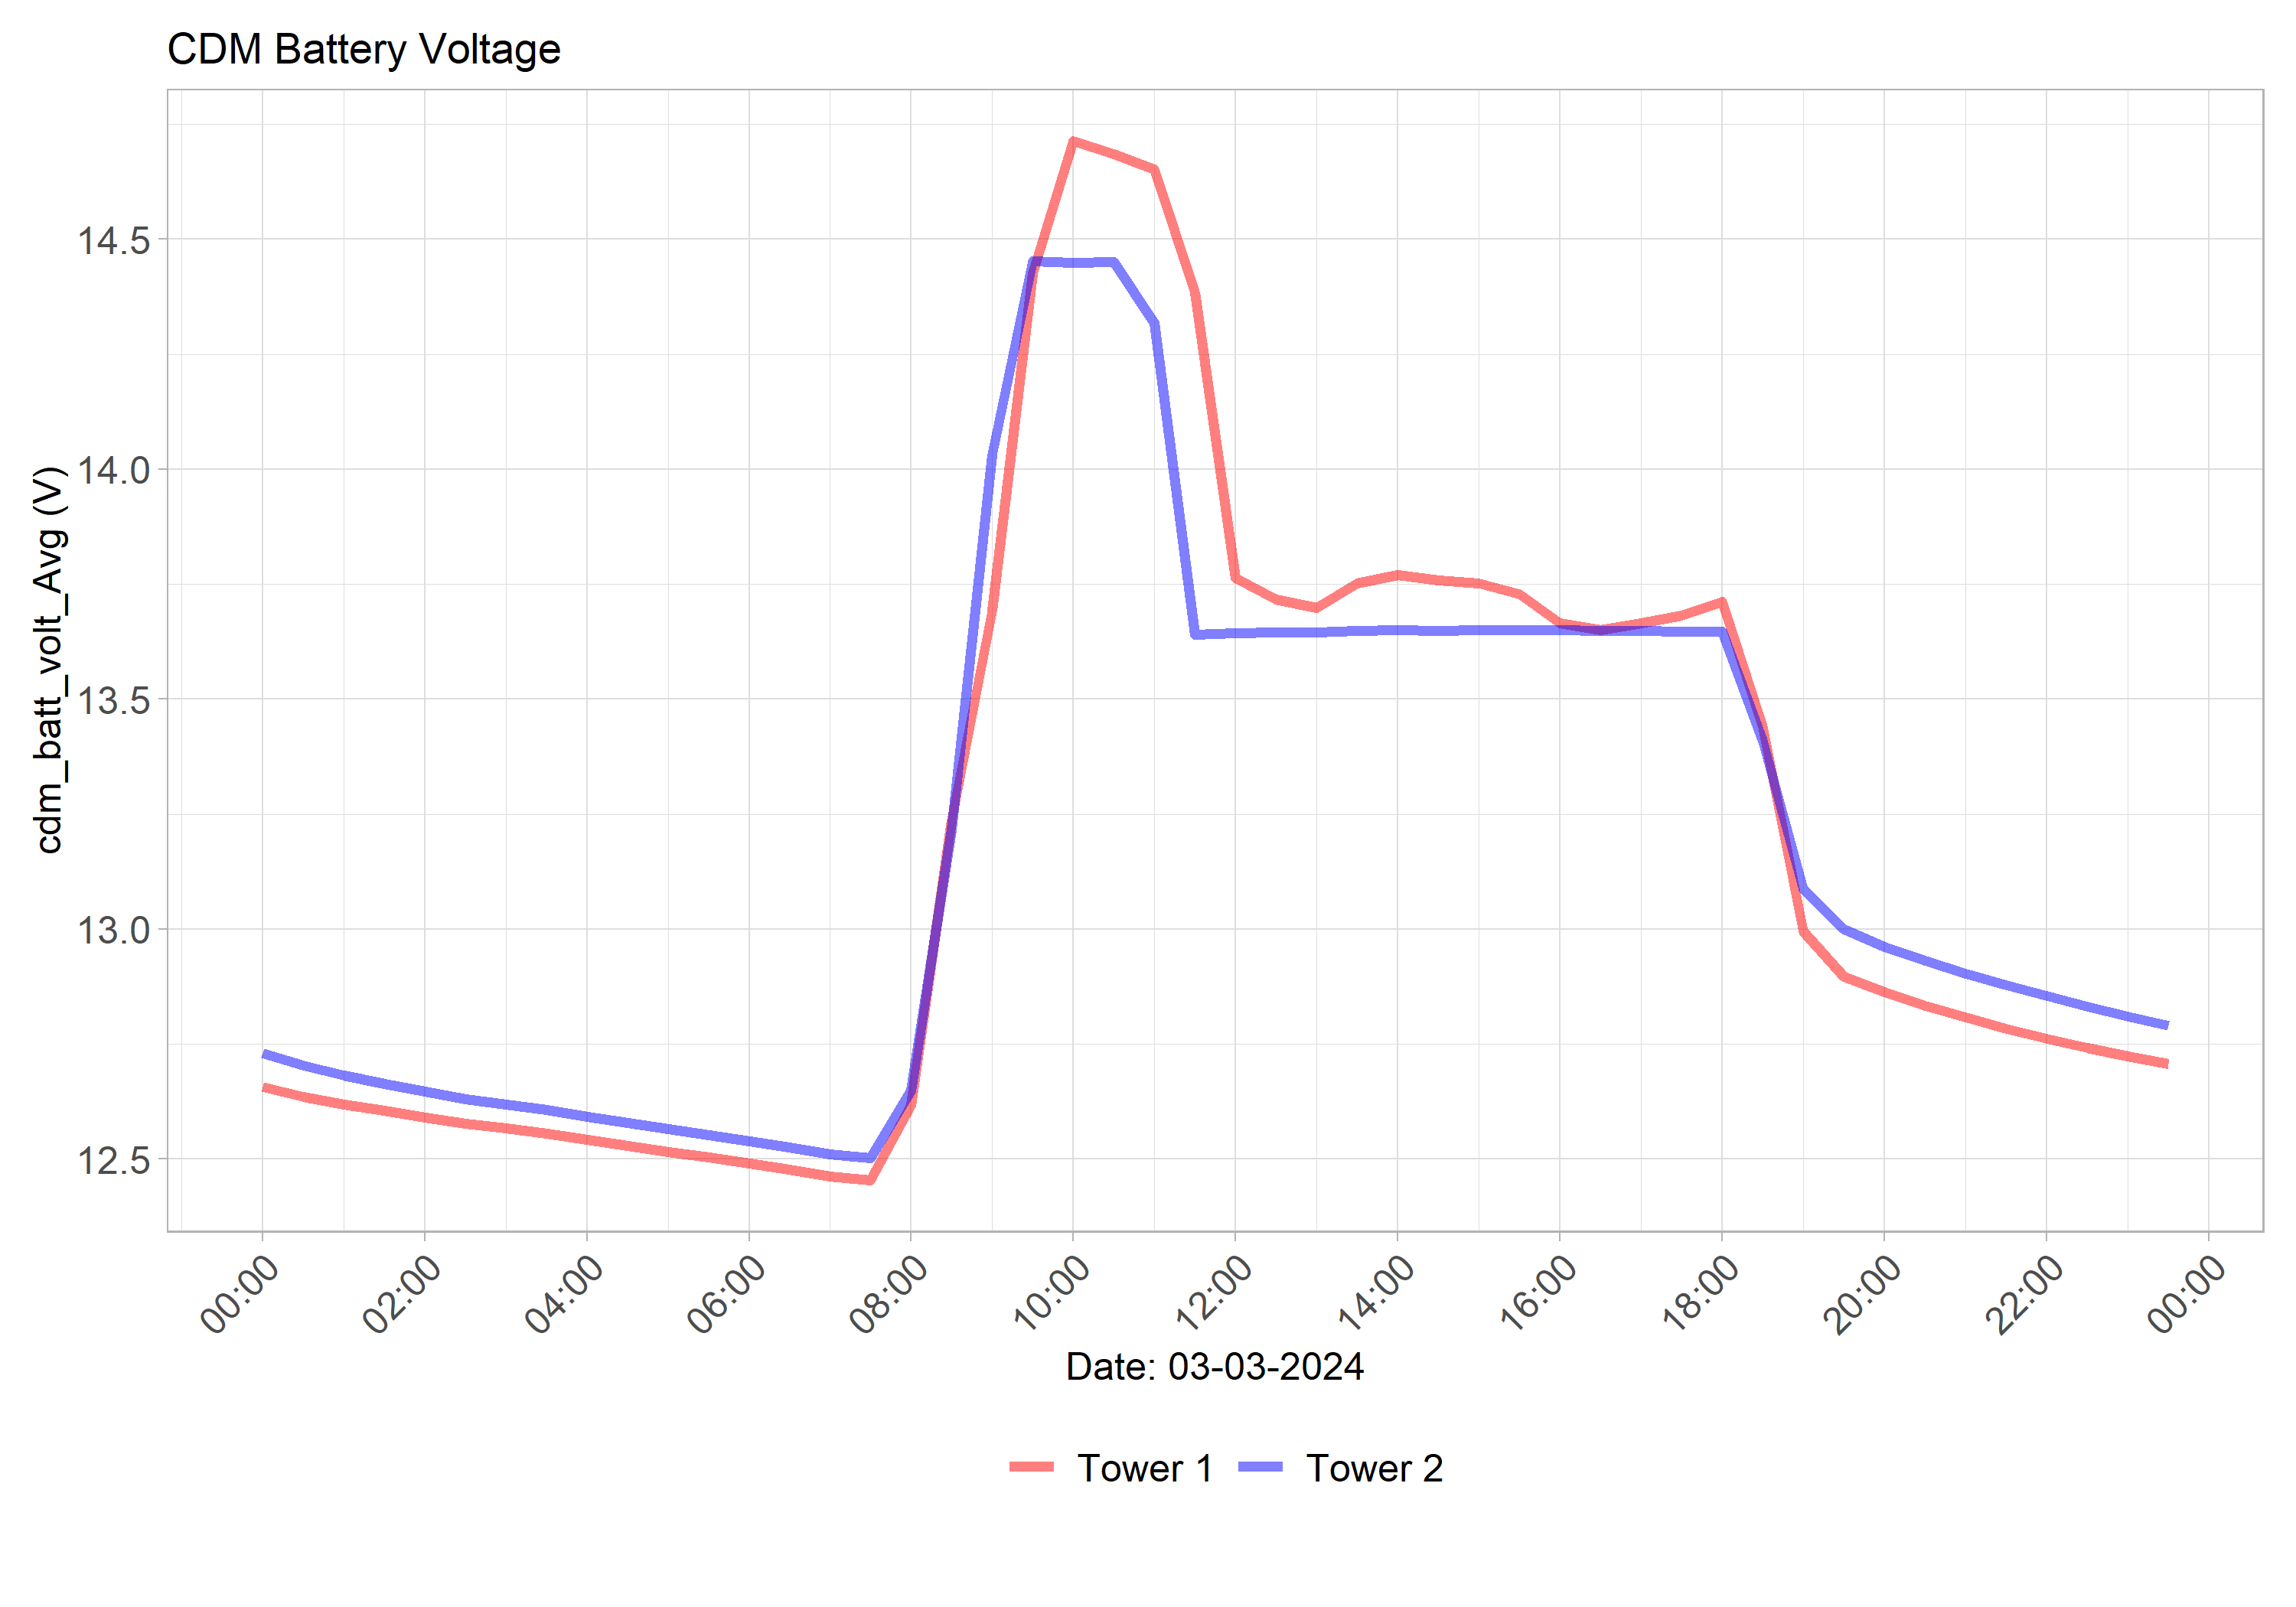 CDM Battery Voltage
cdm_batt_volt_Avg (V)
14.5
14.0
13.5
13.0
12.5
00:00 02:00 04:00 06:00 08:00 10:00 12:00 14:00 16:00 18:00 20:00 22:00 00:00
Date: 03-03-2024
Tower 1 Tower 2